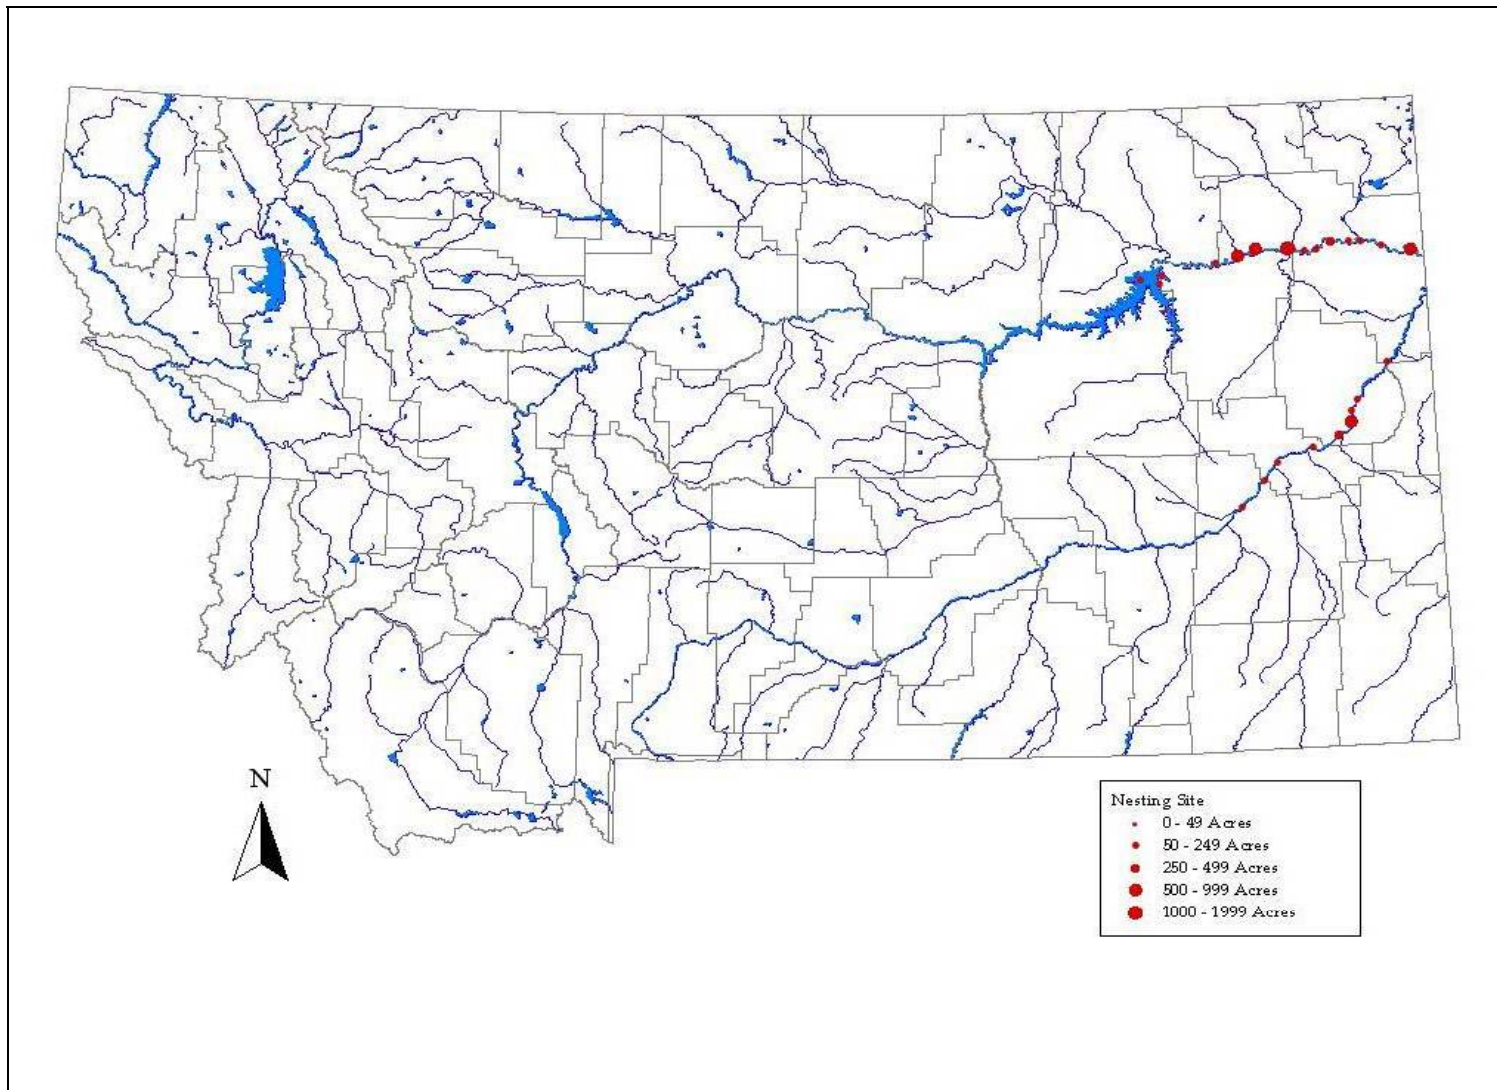 N
Nesting Site
0 - 49 Acres
50 - 249 Acres
250 - 499 Acres
500 - 999 Acres
1000 - 1999 Acres